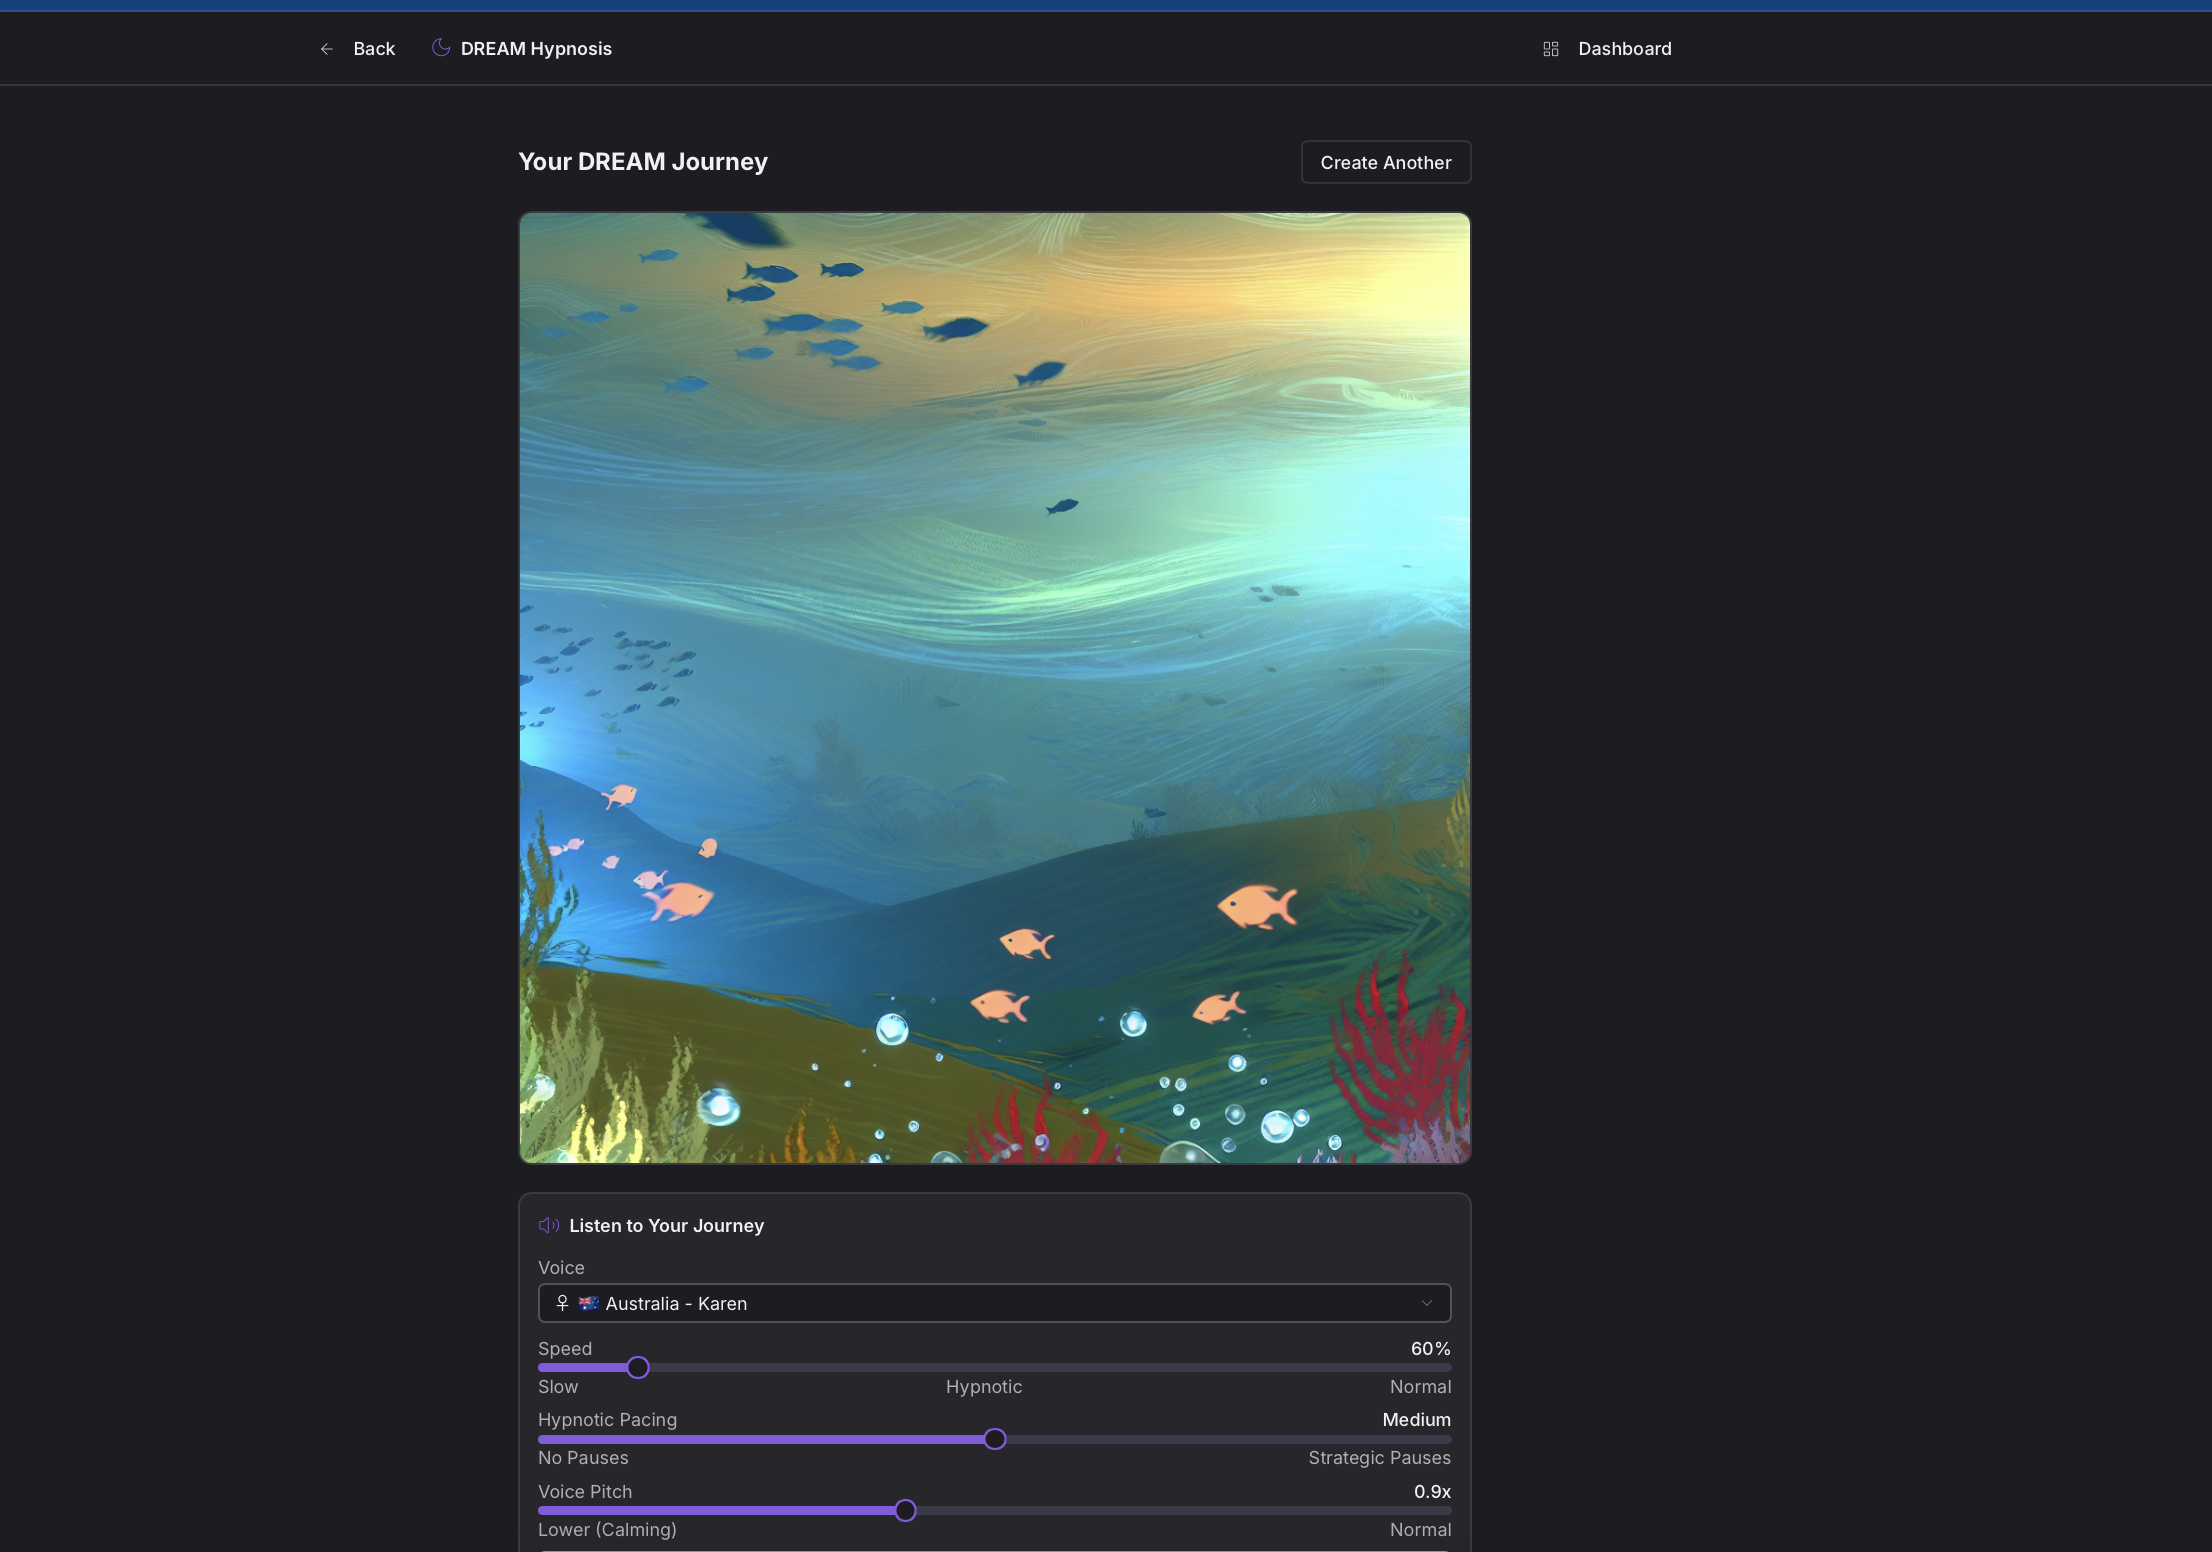 Back
DREAM Hypnosis
Dashboard
Your DREAM Journey
Create Another
Listen to Your Journey
Voice
Australia - Karen
Speed
60%
Slow
Hypnotic
Normal
Hypnotic Pacing
Medium
No Pauses
Strategic Pauses
Voice Pitch
0.9x
Lower (Calming)
Normal